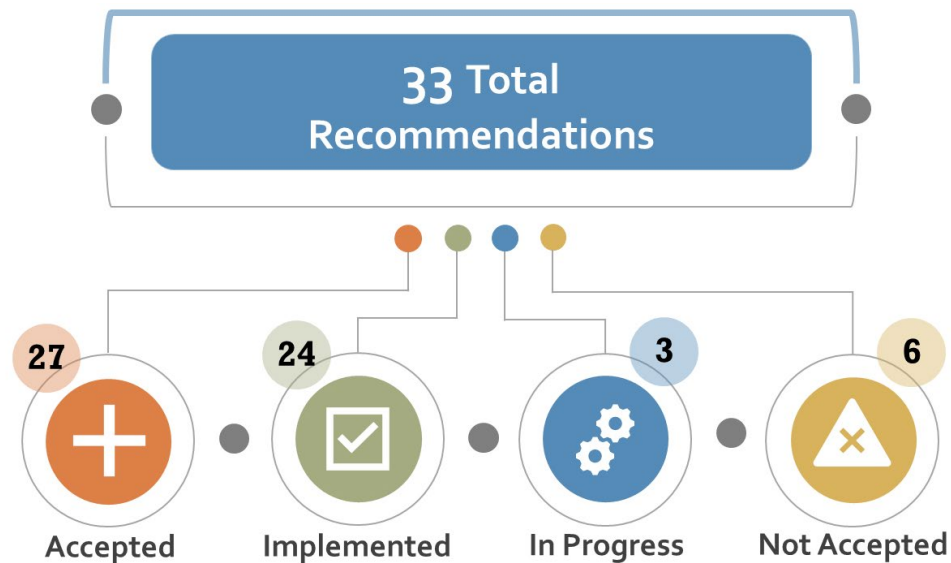 33 Total
Recommendations
27
24
3
6
Accepted
Implemented
In Progress
Not Accepted